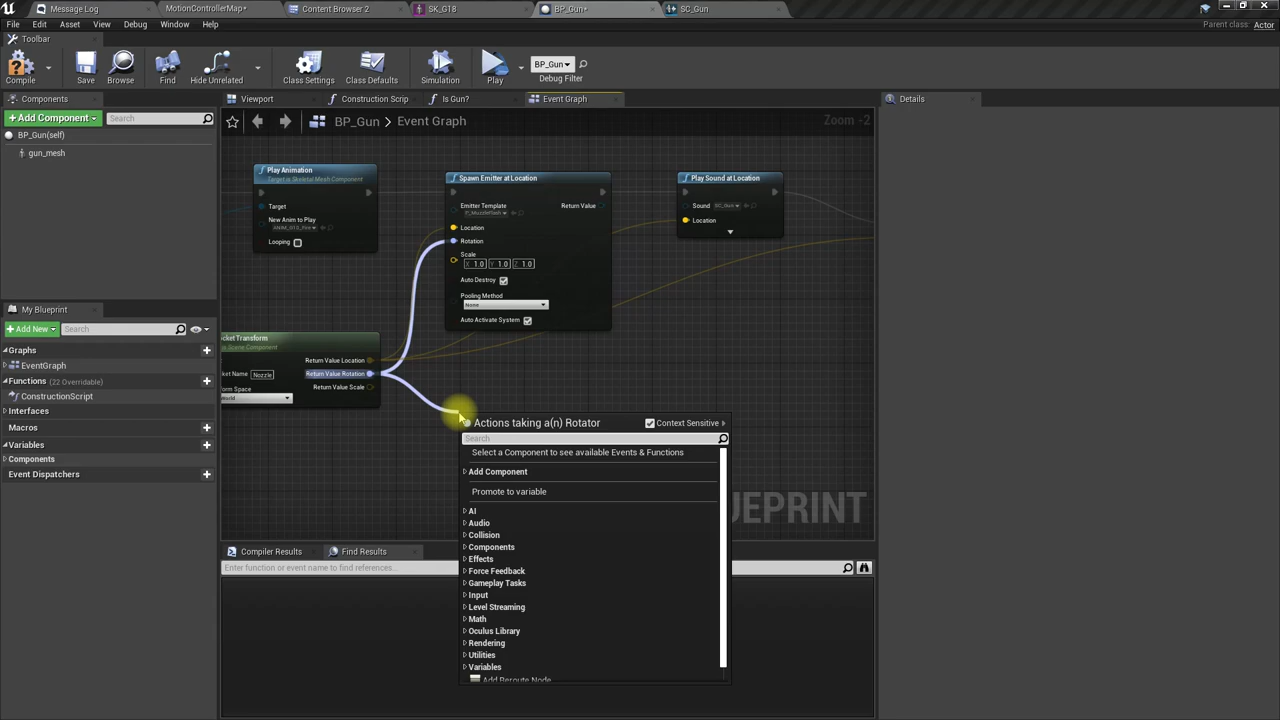 Message Log
MotionControllerMap*
Content Browser 2
SK_G18
BP_Gun*
SC_Gun
File Edit Asset View Debug Window Help
Parent class: Actor
Toolbar
Compile
Save
Browse
Find
Hide Unrelated
Class Settings
Class Defaults
Simulation
Play
BP_Gun
Debug Filter
Components
Viewport
Construction Scrip
Is Gun?
Event Graph
Details
+Add Component
Search
BP_Gun > Event Graph
Zoom -2
BP_Gun(self)
gun_mesh
Play Animation
Target is Skeletal Mesh Component
Target
New Anim to Play
Looping
Spawn Emitter at Location
Emitter Template
Return Value
Location
Rotation
Scale
X 1.0 Y 1.0 Z 1.0
Auto Destroy
Pooling Method
None
Auto Activate System
Play Sound at Location
Sound
SC_Gun
Location
My Blueprint
+Add New
Search
Graphs
EventGraph
Functions (22 Overridable)
ConstructionScript
Interfaces
Macros
Variables
Components
Event Dispatchers
cket Transform
Return Value Location
ket Name Nozzle
Return Value Rotation
orm Space
Return Value Scale
World
Actions taking a(n) Rotator
Context Sensitive
Search
Select a Component to see available Events & Functions
Add Component
Promote to variable
AI
Audio
Collision
Components
Effects
Force Feedback
Gameplay Tasks
Input
Level Streaming
Math
Oculus Library
Rendering
Utilities
Variables
Add Reroute Node...
EPRINT
Compiler Results
Find Results
Enter function or event name to find references...